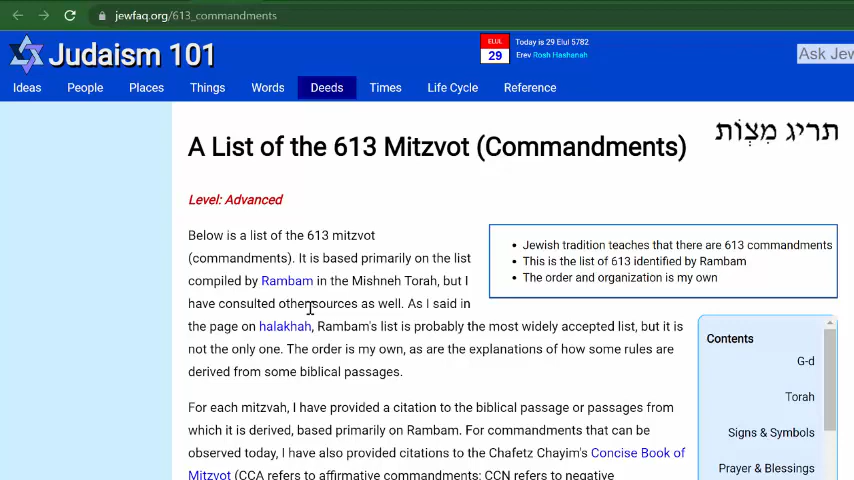 jewfaq.org/613_commandments
Judaism 101
ELUL
29
Today is 29 Elul 5782
Erev Rosh Hashanah
Ask Jew
Ideas People Places Things Words Deeds Times Life Cycle Reference
A List of the 613 Mitzvot (Commandments)
תריג מִצְוֹת
Level: Advanced
Below is a list of the 613 mitzvot
(commandments). It is based primarily on the list
compiled by Rambam in the Mishneh Torah, but I
have consulted other sources as well. As I said in
the page on halakhah, Rambam's list is probably the most widely accepted list, but it is
not the only one. The order is my own, as are the explanations of how some rules are
derived from some biblical passages.
• Jewish tradition teaches that there are 613 commandments
• This is the list of 613 identified by Rambam
• The order and organization is my own
For each mitzvah, I have provided a citation to the biblical passage or passages from
which it is derived, based primarily on Rambam. For commandments that can be
observed today, I have also provided citations to the Chafetz Chayim's Concise Book of
Mitzvot (CCA refers to affirmative commandments; CCN refers to negative
Contents
G-d
Torah
Signs & Symbols
Prayer & Blessings